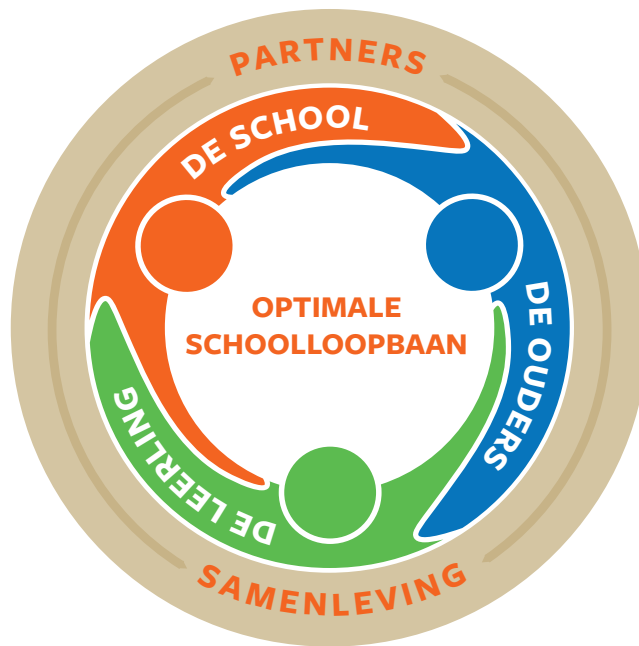 PARTNERS
DE SCHOOL
DE OUDERS
OPTIMALE
SCHOOLLOOPBAAN
DE LEERLING
SAMENLEVING